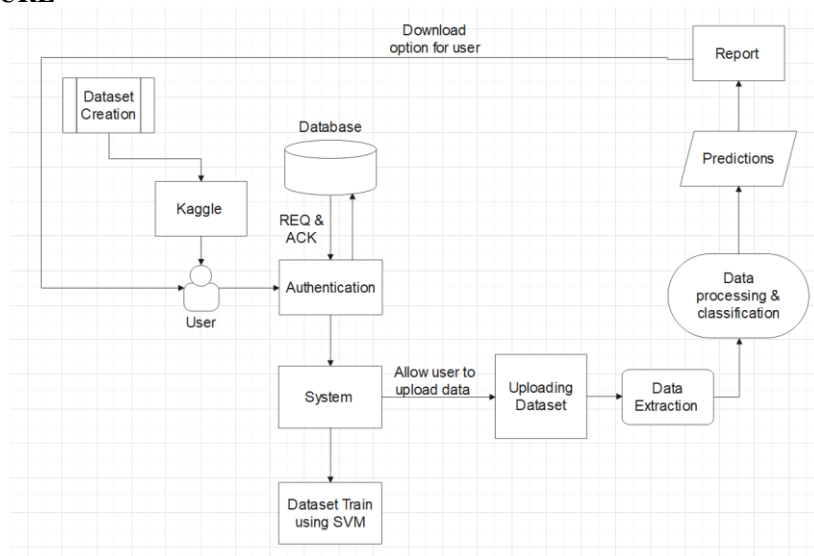 Download
option for user
Report
Dataset
Creation
Database
Predictions
Kaggle
REQ &
ACK
Authentication
User
Data
processing &
classification
System
Allow user to
upload data
Uploading
Dataset
Data
Extraction
Dataset Train
using SVM